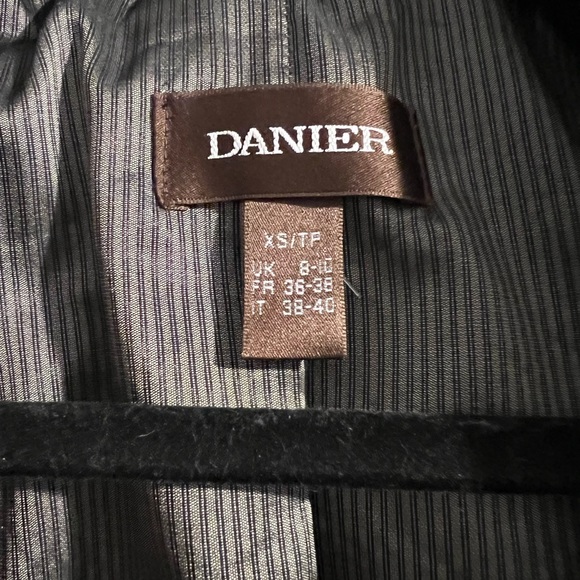 DANIER
XS/TP
UK 8-10
FR 36-38
IT 38-40